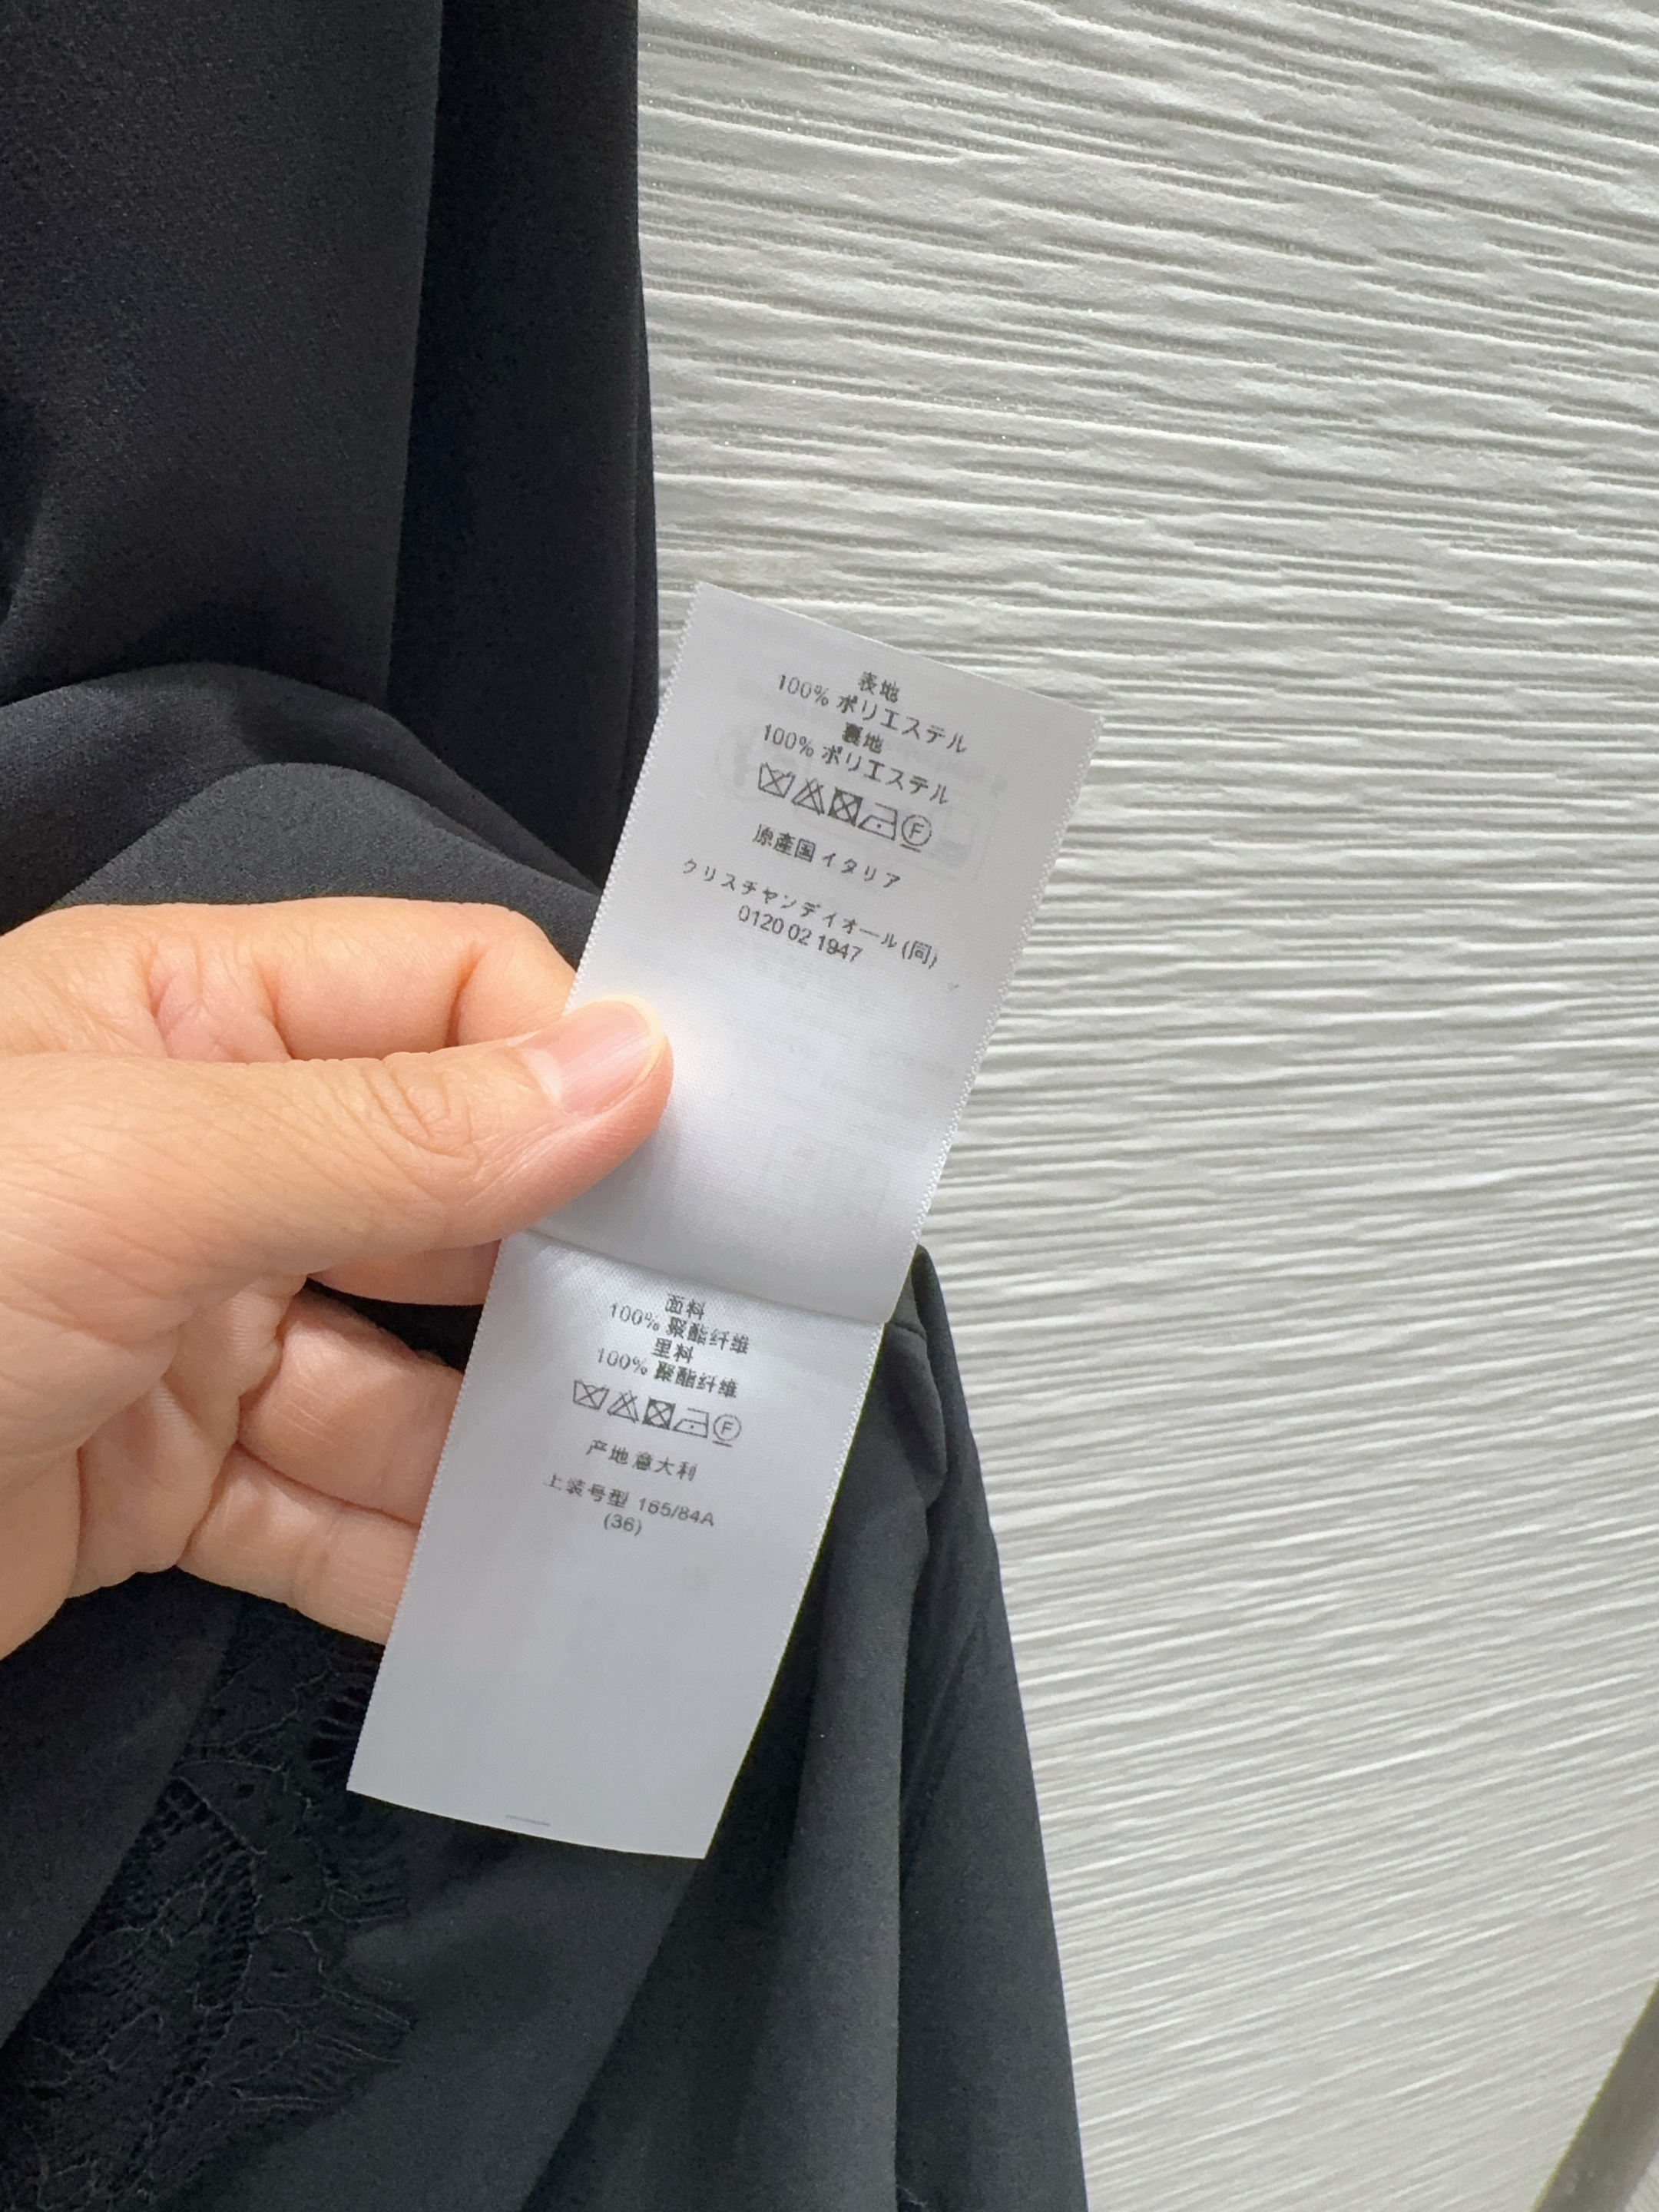 表地
100% ポリエステル
裏地
100% ポリエステル
F
原産国 イタリア
クリスチャンディオール (同)
0120 02 1947
面料
100% 聚酯纤维
里料
100% 聚酯纤维
F
产地 意大利
上装号型 165/84A
(36)